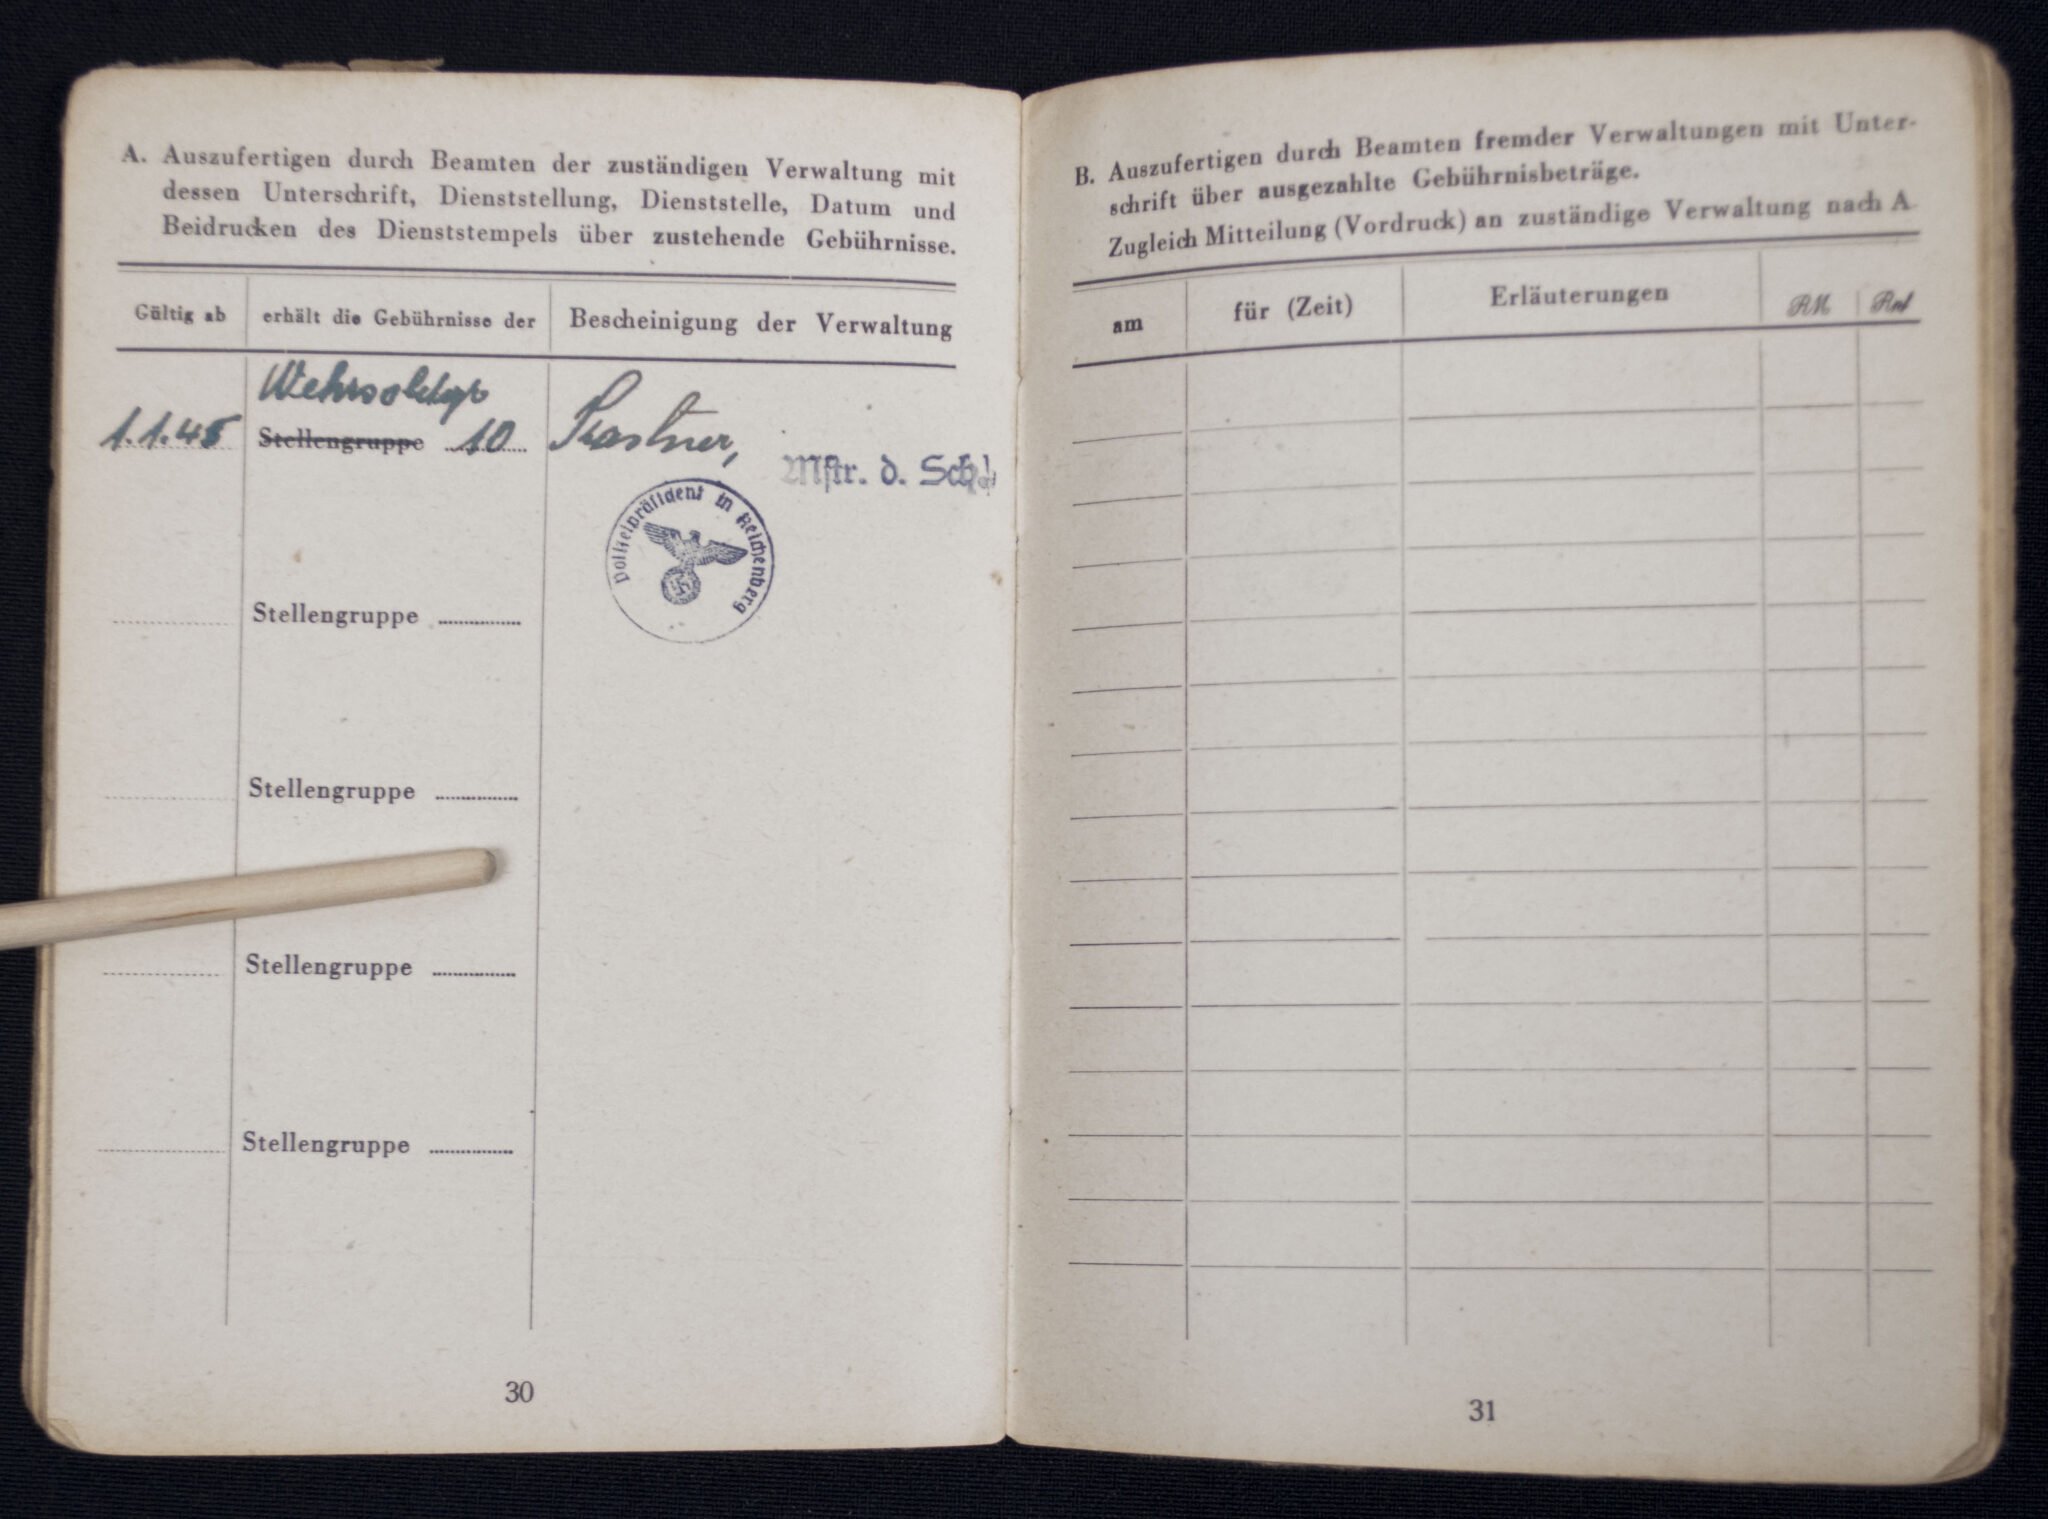 A. Auszufertigen durch Beamten der zuständigen Verwaltung mit
dessen Unterschrift, Dienststellung, Dienststelle, Datum und
Beidrucken des Dienststempels über zustehende Gebührnisse.
Gültig ab
erhält die Gebührnisse der
Bescheinigung der Verwaltung
Wehrsoldgr
1.1.45
Stellengruppe 10
Mstr. d. Sch.
Polizeipräsident in Reichenberg
Stellengruppe
Stellengruppe
Stellengruppe
Stellengruppe
30
B. Auszufertigen durch Beamten fremder Verwaltungen mit Unter-
schrift über ausgezahlte Gebührnisbeträge.
Zugleich Mitteilung (Vordruck) an zuständige Verwaltung nach A
am
für (Zeit)
Erläuterungen
RM
Rpf
31